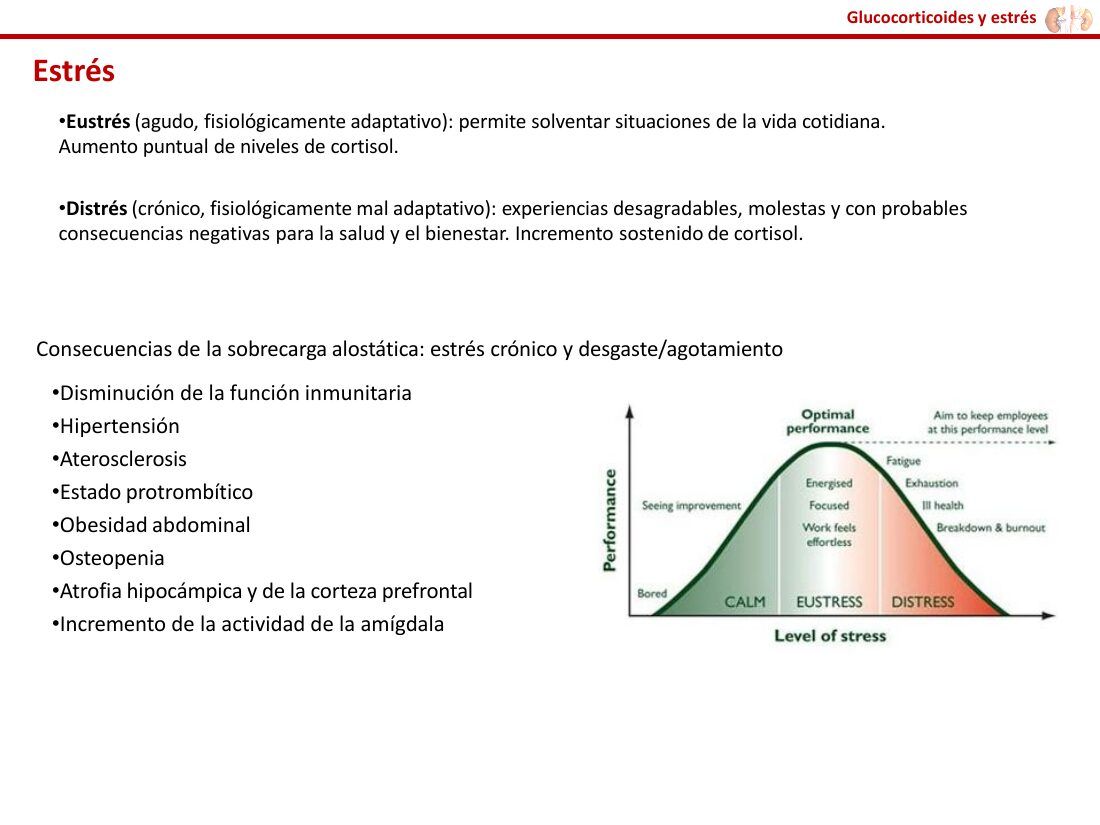 Glucocorticoides y estrés
Estrés
•Eustrés (agudo, fisiológicamente adaptativo): permite solventar situaciones de la vida cotidiana.
Aumento puntual de niveles de cortisol.
•Distrés (crónico, fisiológicamente mal adaptativo): experiencias desagradables, molestas y con probables
consecuencias negativas para la salud y el bienestar. Incremento sostenido de cortisol.
Consecuencias de la sobrecarga alostática: estrés crónico y desgaste/agotamiento
•Disminución de la función inmunitaria
•Hipertensión
•Aterosclerosis
•Estado protrombítico
•Obesidad abdominal
•Osteopenia
•Atrofia hipocámpica y de la corteza prefrontal
•Incremento de la actividad de la amígdala
Optimal
performance
Aim to keep employees
at this performance level
Fatigue
Energised
Exhaustion
Seeing improvement
Focused
Ill health
Work feels
effortless
Breakdown & burnout
Performance
Bored
CALM
EUSTRESS
DISTRESS
Level of stress